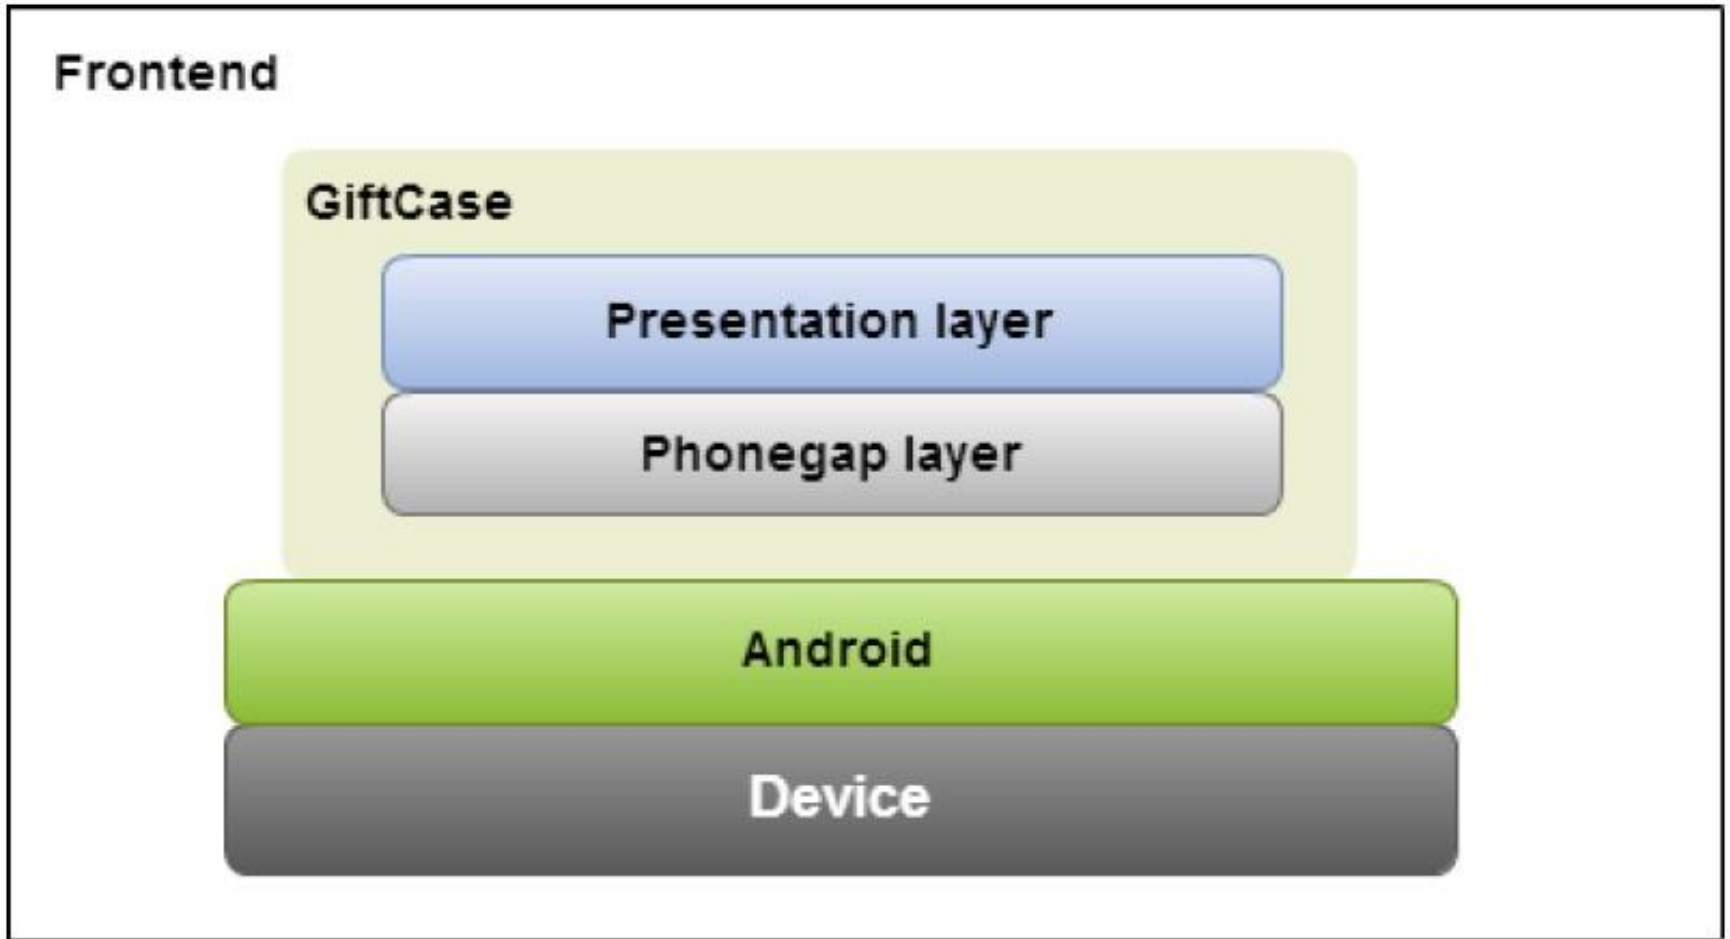 Frontend
GiftCase
Presentation layer
Phonegap layer
Android
Device